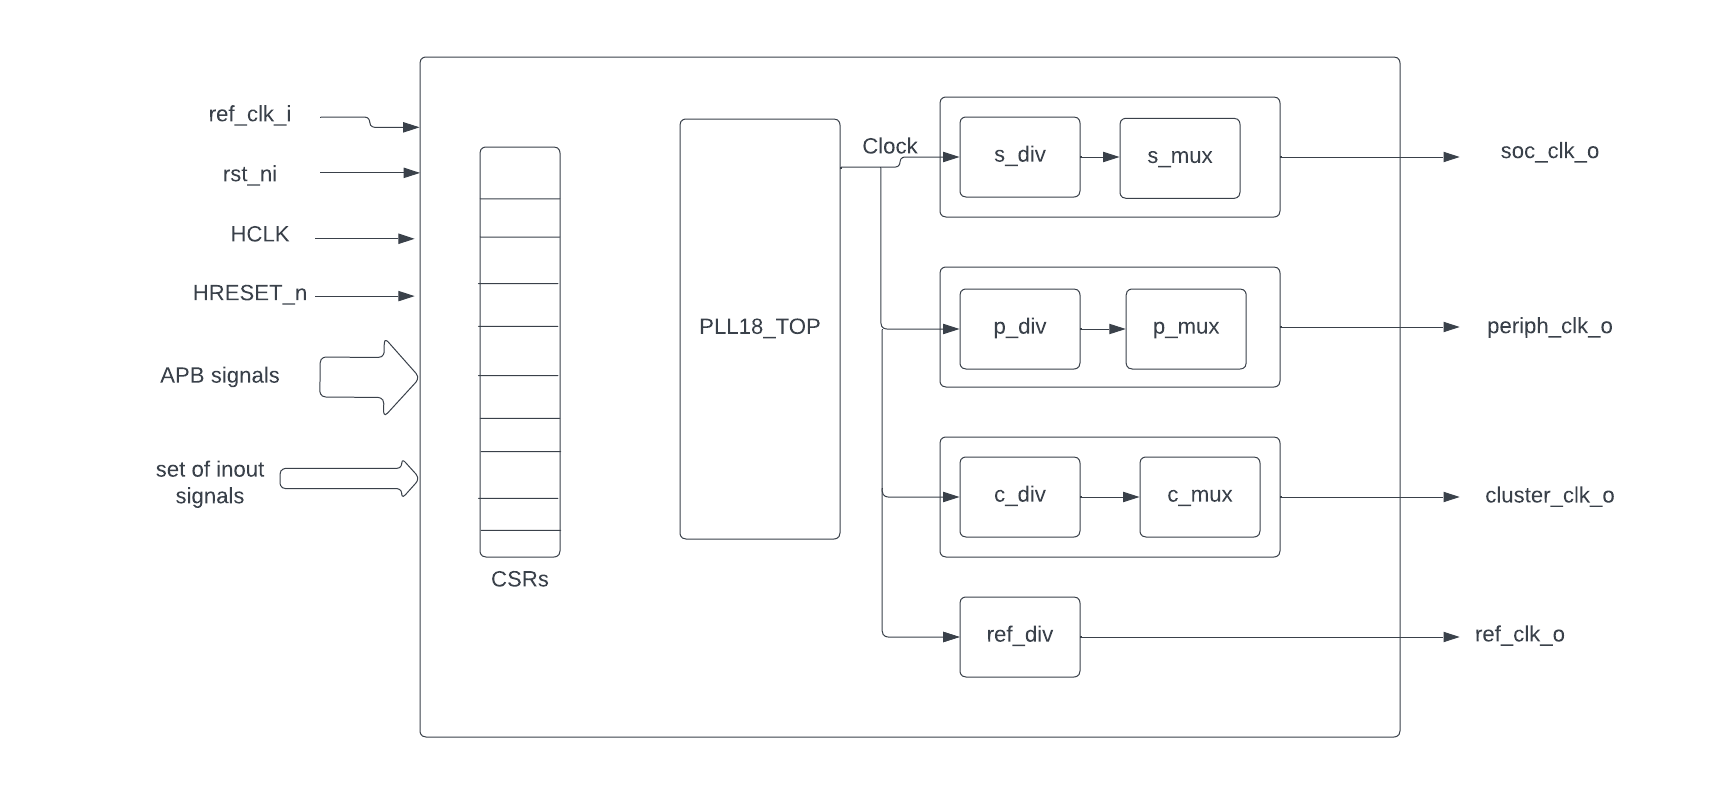 ref_clk_i
rst_ni
HCLK
HRESET_n
APB signals
set of inout
signals
CSRs
PLL18_TOP
Clock
s_div
s_mux
soc_clk_o
p_div
p_mux
periph_clk_o
c_div
c_mux
cluster_clk_o
ref_div
ref_clk_o